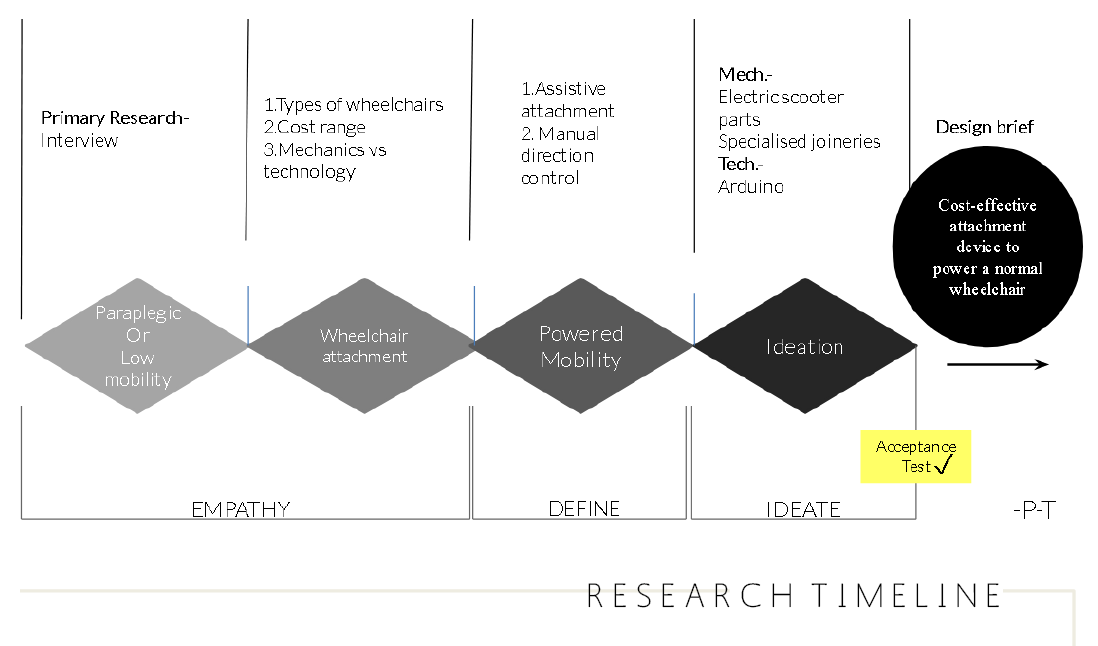 Primary Research-
Interview
1.Types of wheelchairs
2.Cost range
3.Mechanics vs
technology
1.Assistive
attachment
2. Manual
direction
control
Mech.-
Electric scooter
parts
Specialised joineries
Tech.-
Arduino
Design brief
Cost-effective
attachment
device to
power a normal
wheelchair
Paraplegic
Or
Low
mobility
Wheelchair
attachment
Powered
Mobility
Ideation
Acceptance
Test✓
EMPATHY
DEFINE
IDEATE
-P-T
RESEARCH TIMELINE